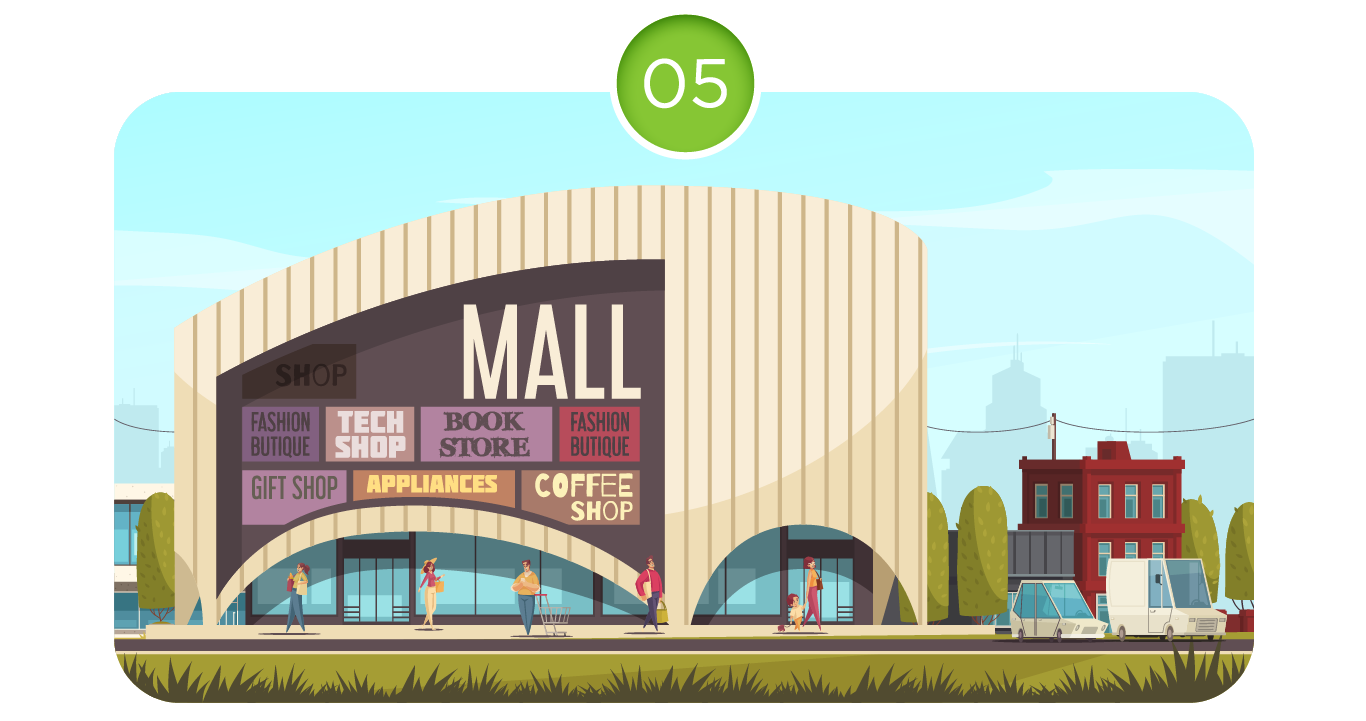 05
MALL
SHOP
FASHION
BUTIQUE
TECH
SHOP
BOOK
STORE
FASHION
BUTIQUE
GIFT SHOP
APPLIANCES
COFFEE
SHOP